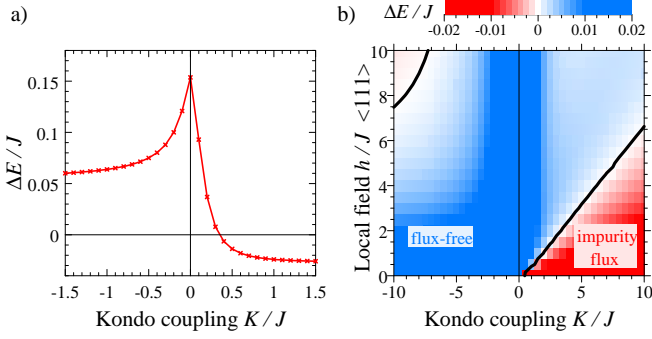 a)
ΔE / J
0.15
0.1
0.05
0
-1.5 -1 -0.5 0 0.5 1 1.5
Kondo coupling K / J
b)
ΔE / J
-0.02 -0.01 0 0.01 0.02
Local field h / J <111>
10
8
6
4
2
0
flux-free
impurity
flux
-10 -5 0 5 10
Kondo coupling K / J